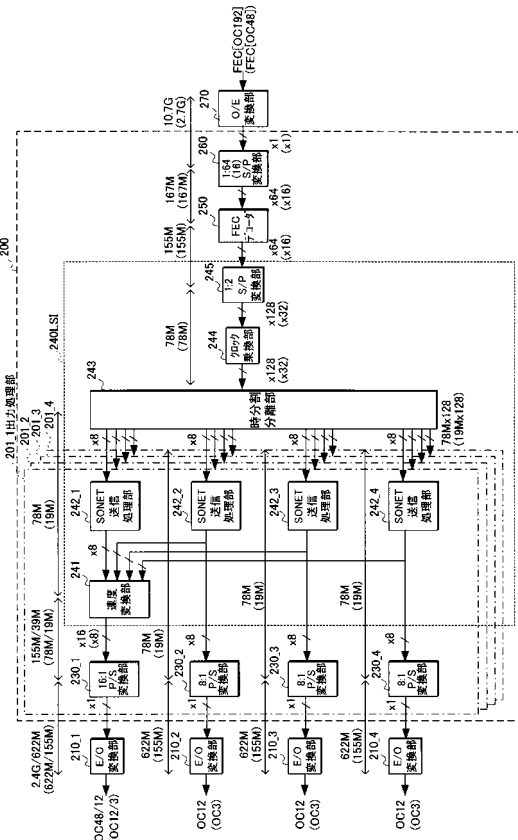 200
201_1出力処理部
201_2
201_3
201_4
240LSI
FEC[OC192]
(FEC[OC48])
270
O/E
変換部
10.7G
(2.7G)
x1
(x1)
260
1:64
(16)
S/P
変換部
167M
(167M)
x64
(x16)
250
FEC
デコーダ
155M
(155M)
x64
(x16)
245
1:2
S/P
変換部
78M
(78M)
x128
(x32)
244
クロック
乗換部
x128
(x32)
243
時分割
分離部
78Mx128
(19Mx128)
x8
x8
x8
x8
242_1
SONET
送信
処理部
242_2
SONET
送信
処理部
242_3
SONET
送信
処理部
242_4
SONET
送信
処理部
78M
(19M)
x8
241
速度
変換部
155M/39M
(78M/19M)
x16
(x8)
78M
(19M)
x8
78M
(19M)
x8
78M
(19M)
x8
230_1
16:1
P/S
変換部
230_2
8:1
P/S
変換部
230_3
8:1
P/S
変換部
230_4
8:1
P/S
変換部
x1
x1
x1
x1
2.4G/622M
(622M/155M)
622M
(155M)
622M
(155M)
622M
(155M)
210_1
E/O
変換部
210_2
E/O
変換部
210_3
E/O
変換部
210_4
E/O
変換部
OC48/12
OC12/3)
OC12
(OC3)
OC12
(OC3)
OC12
(OC3)